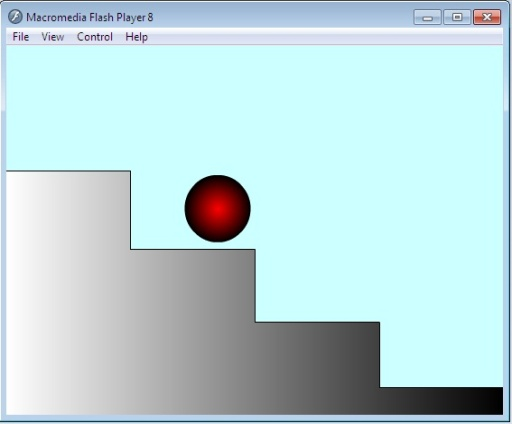 Macromedia Flash Player 8
File View Control Help